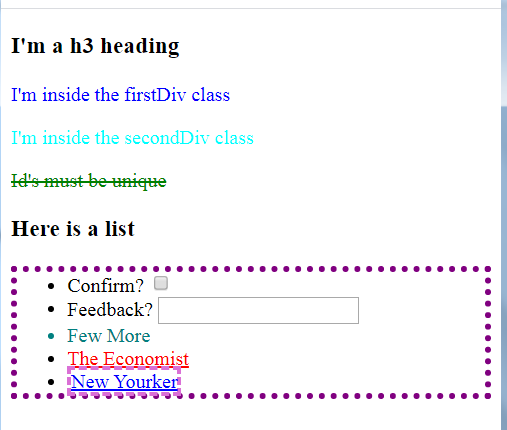 I'm a h3 heading
I'm inside the firstDiv class
I'm inside the secondDiv class
Id's must be unique
Here is a list
Confirm?
Feedback?
Few More
The Economist
New Yourker